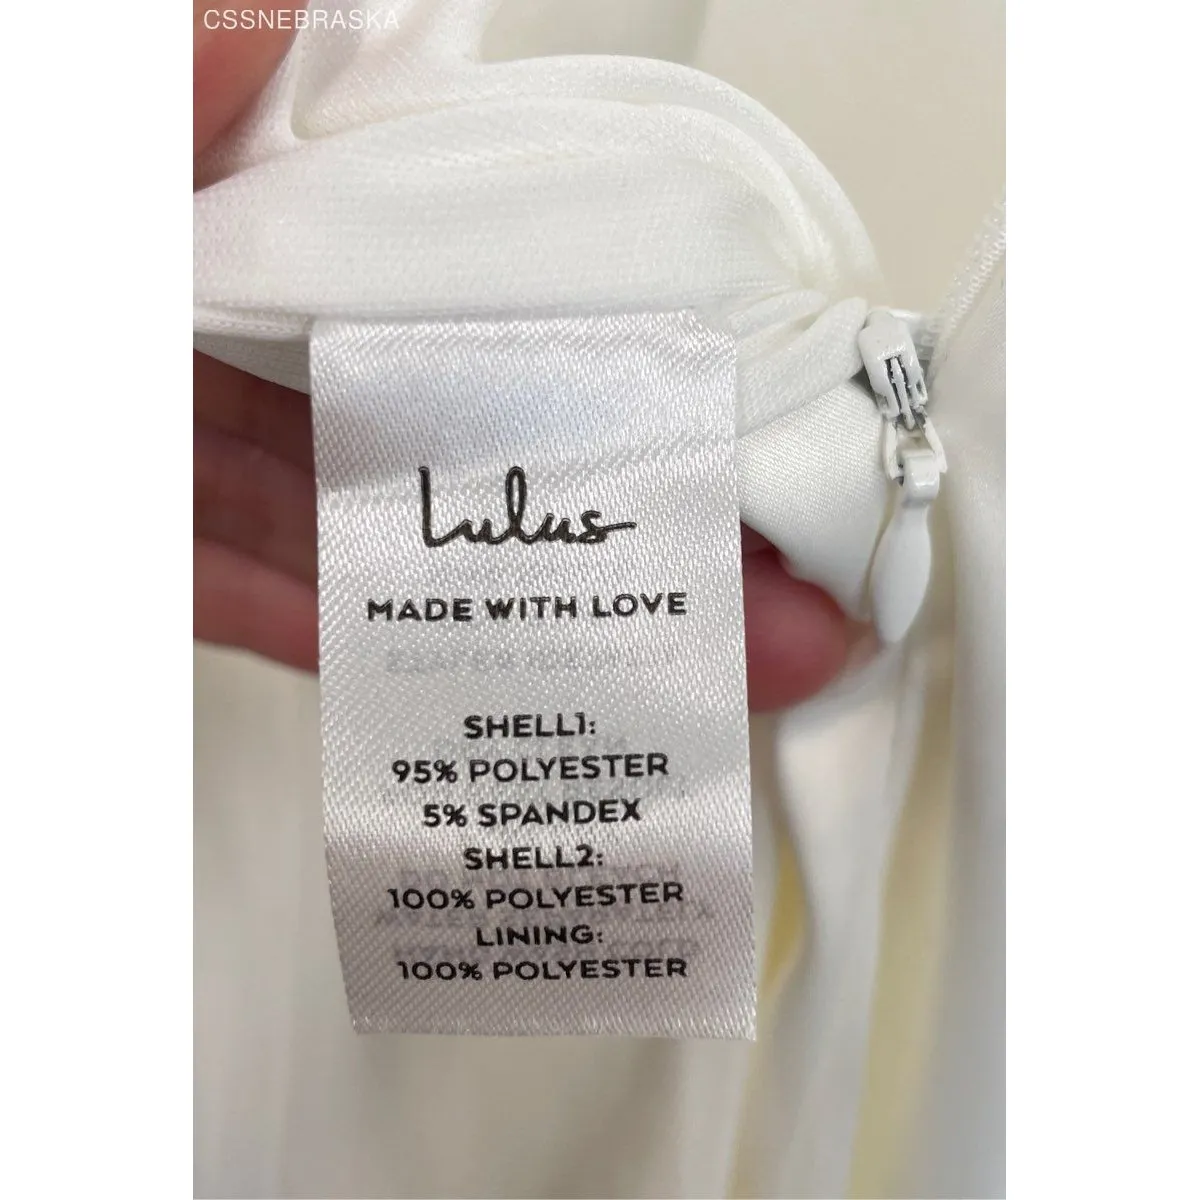 CSSNEBRASKA
Lulus
MADE WITH LOVE
SHELL1:
95% POLYESTER
5% SPANDEX
SHELL2:
100% POLYESTER
LINING:
100% POLYESTER